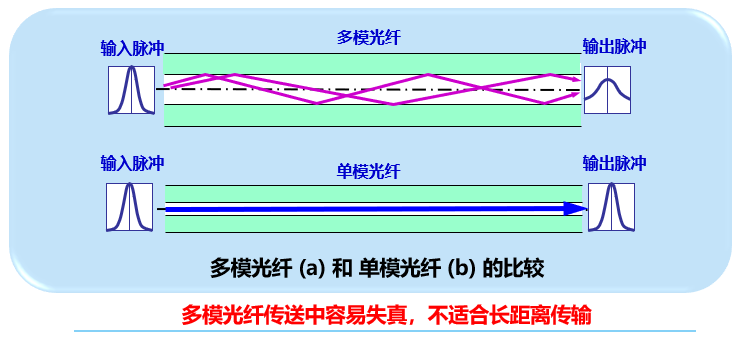 多模光纤
输入脉冲
输出脉冲
单模光纤
输入脉冲
输出脉冲
多模光纤 (a) 和 单模光纤 (b) 的比较
多模光纤传送中容易失真，不适合长距离传输